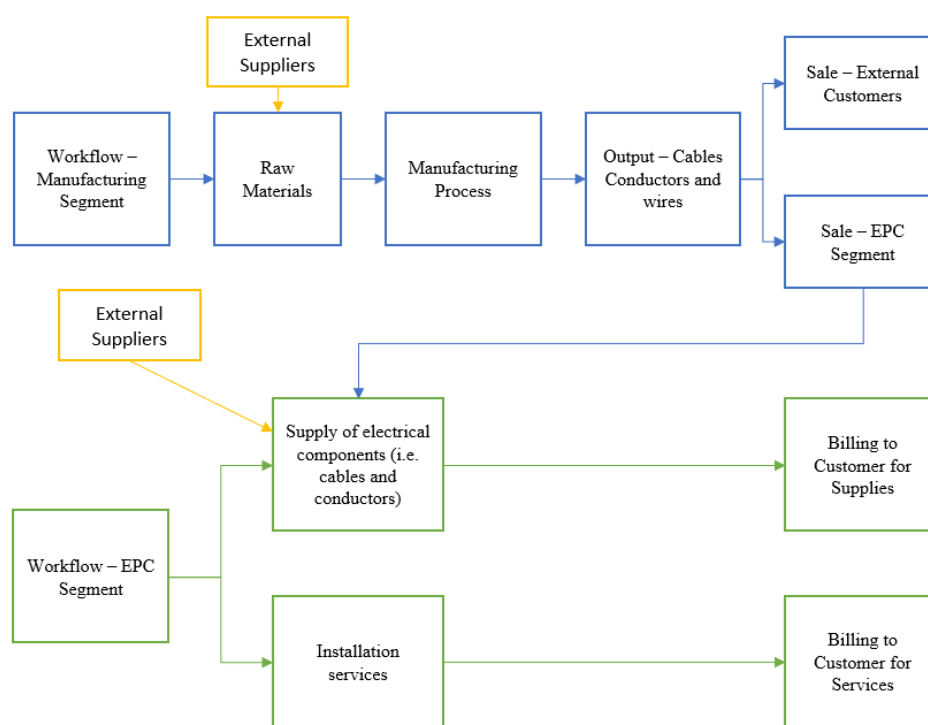 External
Suppliers
Sale – External
Customers
Workflow –
Manufacturing
Segment
Raw
Materials
Manufacturing
Process
Output – Cables
Conductors and
wires
Sale – EPC
Segment
External
Suppliers
Supply of electrical
components (i.e.
cables and
conductors)
Billing to
Customer for
Supplies
Workflow – EPC
Segment
Installation
services
Billing to
Customer for
Services